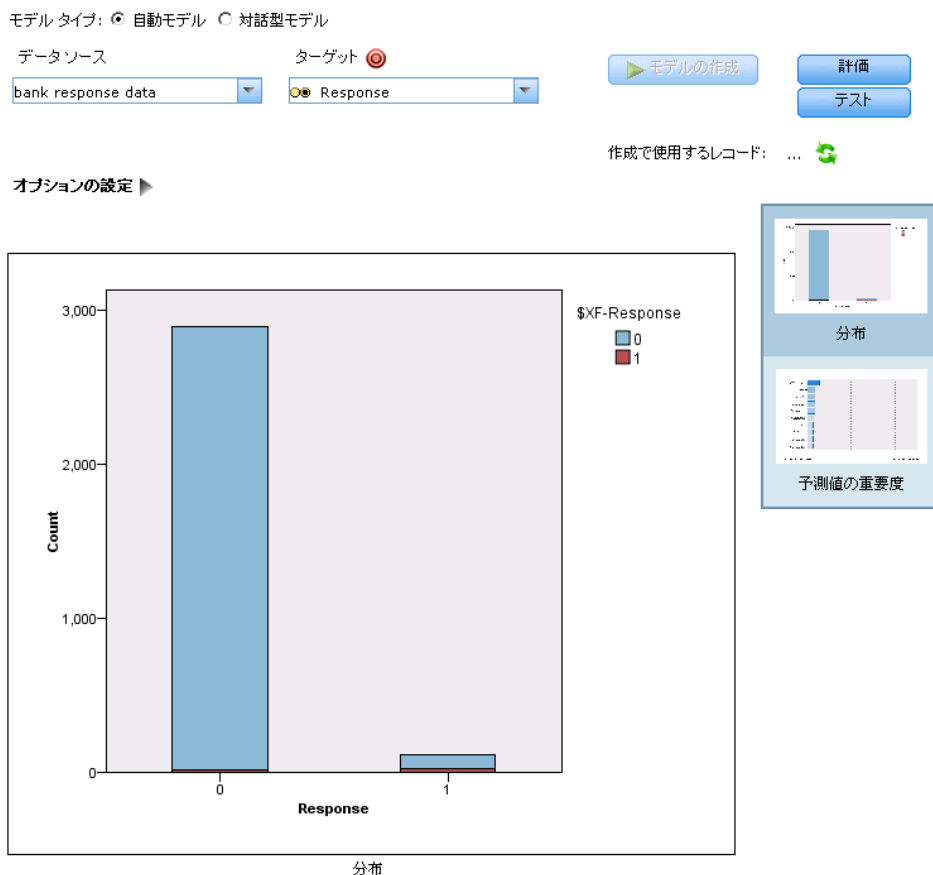 モデル タイプ: 自動モデル 対話型モデル
データ ソース
ターゲット
bank response data
Response
モデルの作成
評価
テスト
作成で使用するレコード: ...
オプションの設定
3,000
2,000
1,000
0
Count
0
1
Response
$XF-Response
0
1
分布
分布
予測値の重要度